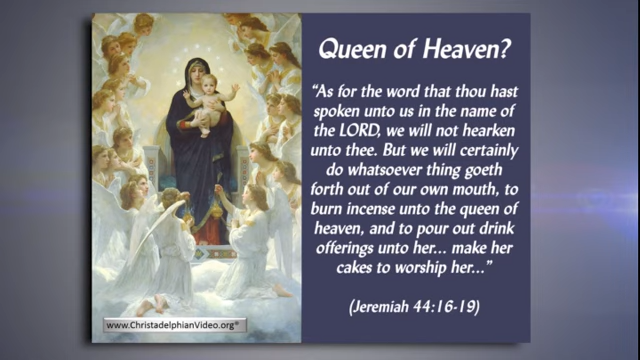 Queen of Heaven?
“As for the word that thou hast
spoken unto us in the name of
the LORD, we will not hearken
unto thee. But we will certainly
do whatsoever thing goeth
forth out of our own mouth, to
burn incense unto the queen of
heaven, and to pour out drink
offerings unto her... make her
cakes to worship her...”
(Jeremiah 44:16-19)
www.ChristadelphianVideo.org*